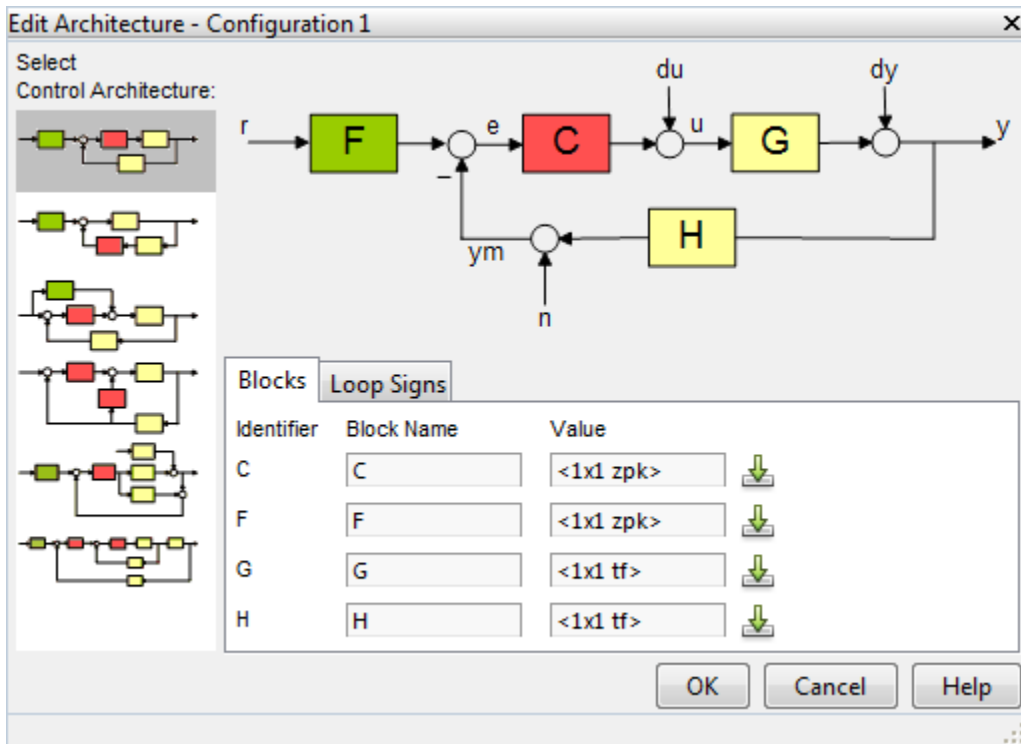 Edit Architecture - Configuration 1
Select
Control Architecture:
du dy
r F e C u G y
−
H
ym
n
Blocks Loop Signs
Identifier Block Name Value
C C <1x1 zpk>
F F <1x1 zpk>
G G <1x1 tf>
H H <1x1 tf>
OK Cancel Help